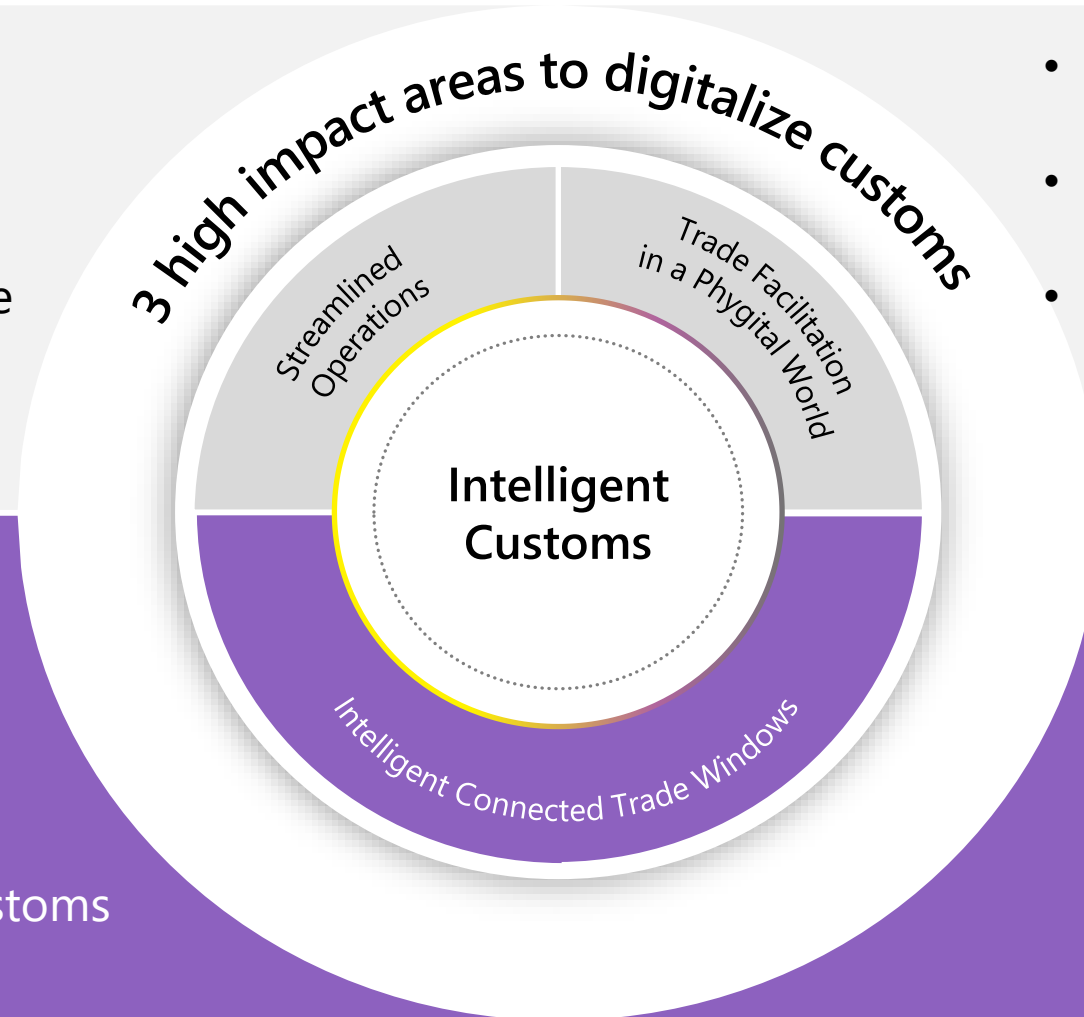 3 high impact areas to digitalize customs
Streamlined
Operations
Trade Facilitation
in a Phygital World
Intelligent
Customs
Intelligent Connected Trade Windows